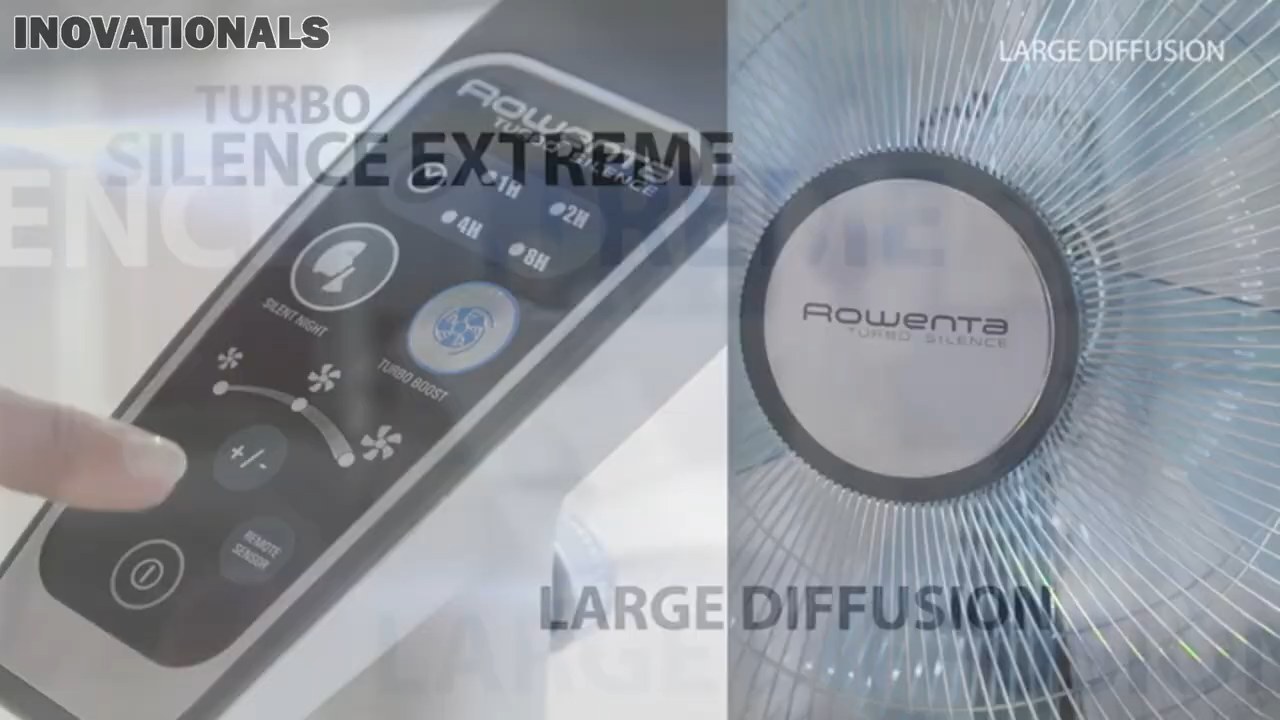 INOVATIONALS
LARGE DIFFUSION
TURBO
SILENCE EXTREME
ROWENTA
TURBO SILENCE
1H
2H
4H
8H
SILENT NIGHT
TURBO BOOST
+/-
REMOTE
SENSOR
Rowenta
TURBO SILENCE
LARGE DIFFUSION